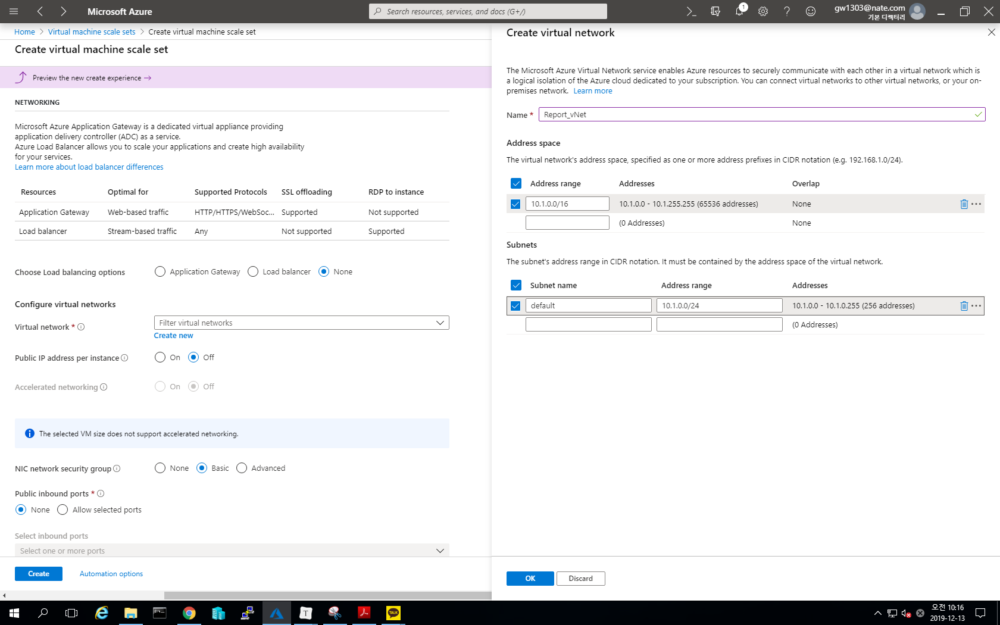 Microsoft Azure
Search resources, services, and docs (G+/)
1
gw1303@nate.com
기본 디렉터리
Home > Virtual machine scale sets > Create virtual machine scale set
Create virtual machine scale set
Preview the new create experience →
NETWORKING
Microsoft Azure Application Gateway is a dedicated virtual appliance providing
application delivery controller (ADC) as a service.
Azure Load Balancer allows you to scale your applications and create high availability
for your services.
Learn more about load balancer differences
Resources Optimal for Supported Protocols SSL offloading RDP to instance
Application Gateway Web-based traffic HTTP/HTTPS/WebSoc... Supported Not supported
Load balancer Stream-based traffic Any Not supported Supported
Choose Load balancing options Application Gateway Load balancer None
Configure virtual networks
Virtual network * Filter virtual networks
Create new
Public IP address per instance On Off
Accelerated networking On Off
The selected VM size does not support accelerated networking.
NIC network security group None Basic Advanced
Public inbound ports *
None Allow selected ports
Select inbound ports
Select one or more ports
Create Automation options
Create virtual network
The Microsoft Azure Virtual Network service enables Azure resources to securely communicate with each other in a virtual network which is
a logical isolation of the Azure cloud dedicated to your subscription. You can connect virtual networks to other virtual networks, or your on-
premises network. Learn more
Name * Report_vNet
Address space
The virtual network's address space, specified as one or more address prefixes in CIDR notation (e.g. 192.168.1.0/24).
Address range Addresses Overlap
10.1.0.0/16 10.1.0.0 - 10.1.255.255 (65536 addresses) None
(0 Addresses) None
Subnets
The subnet's address range in CIDR notation. It must be contained by the address space of the virtual network.
Subnet name Address range Addresses
default 10.1.0.0/24 10.1.0.0 - 10.1.0.255 (256 addresses)
(0 Addresses)
OK Discard
T
TALK
오전 10:16
2019-12-13